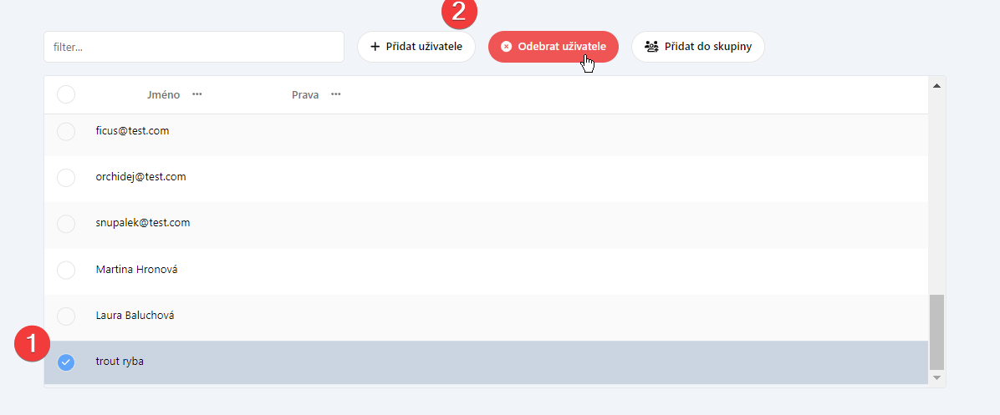 2
filter...
Přidat uživatele
Odebrat uživatele
Přidat do skupiny
Jméno ... Prava ...
ficus@test.com
orchidej@test.com
snupalek@test.com
Martina Hronová
Laura Baluchová
1
trout ryba